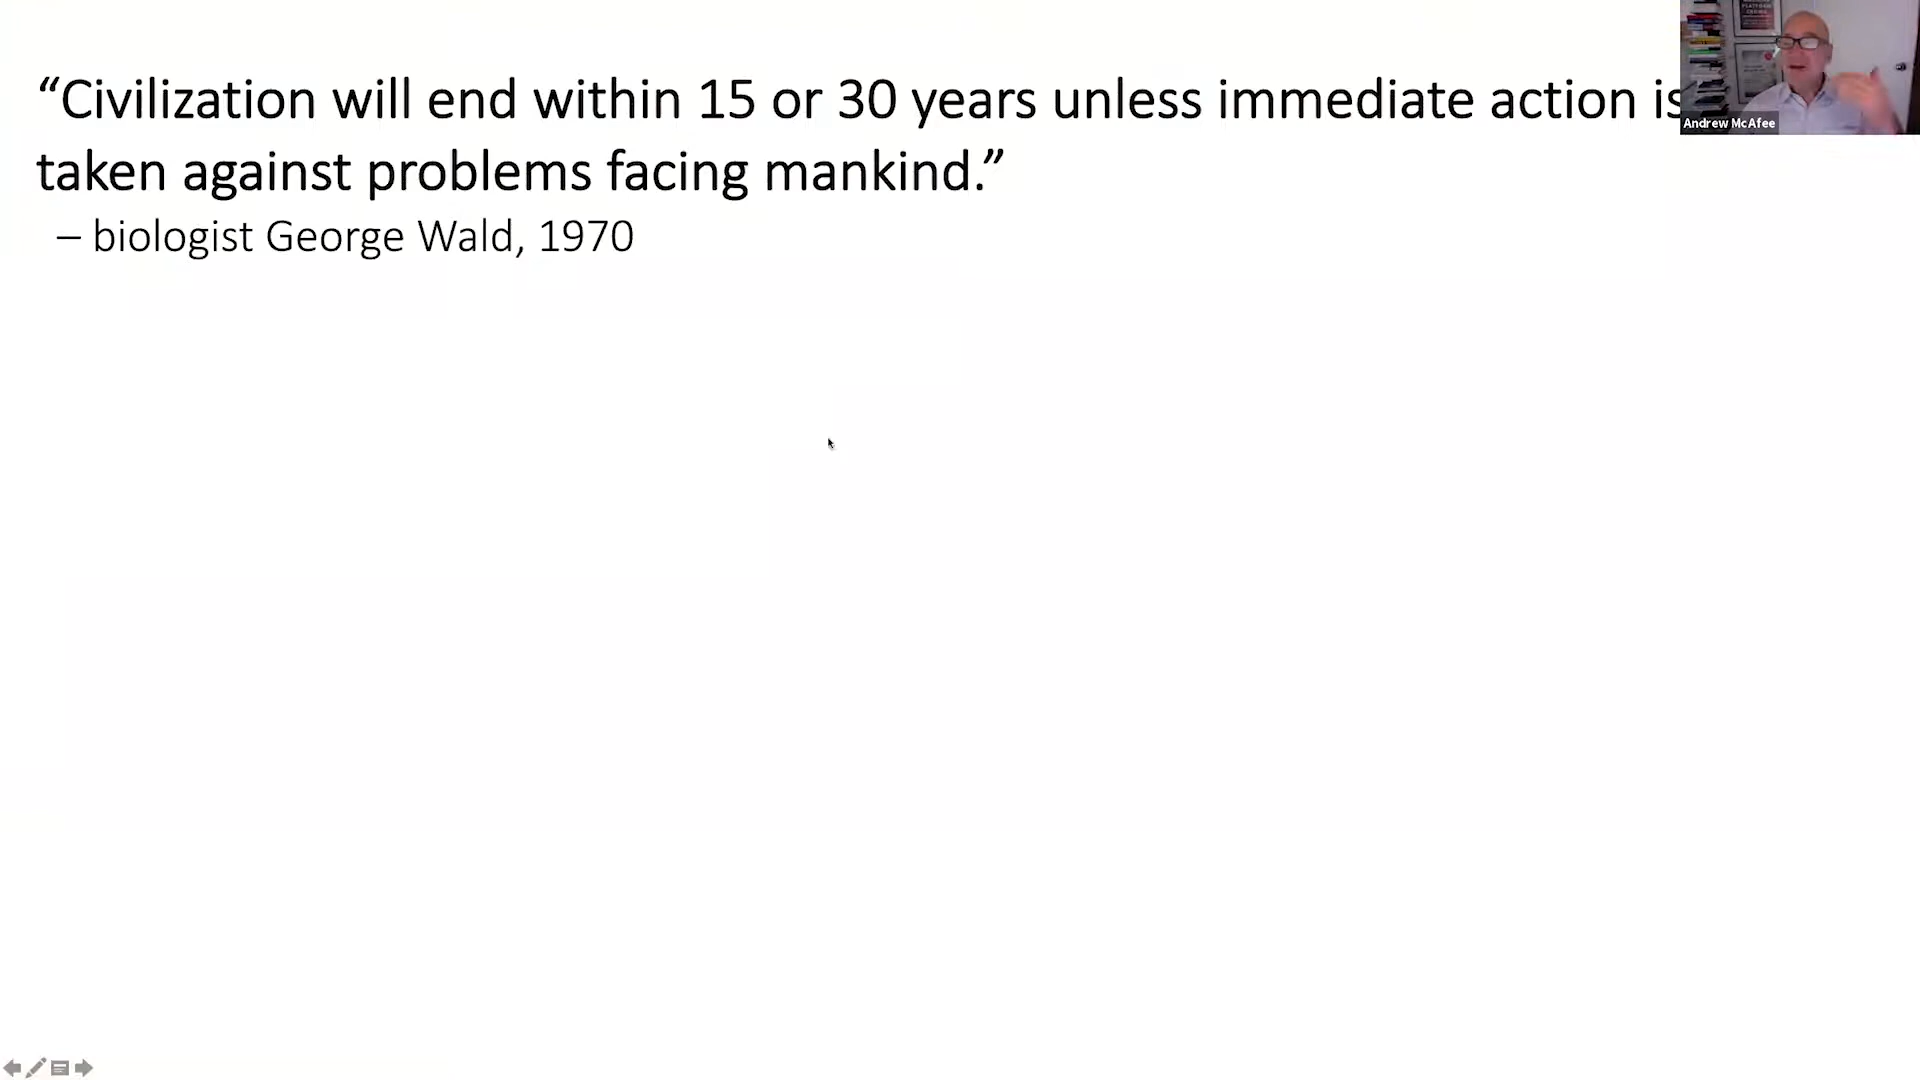 “Civilization will end within 15 or 30 years unless immediate action is
taken against problems facing mankind.”
– biologist George Wald, 1970
Andrew McAfee